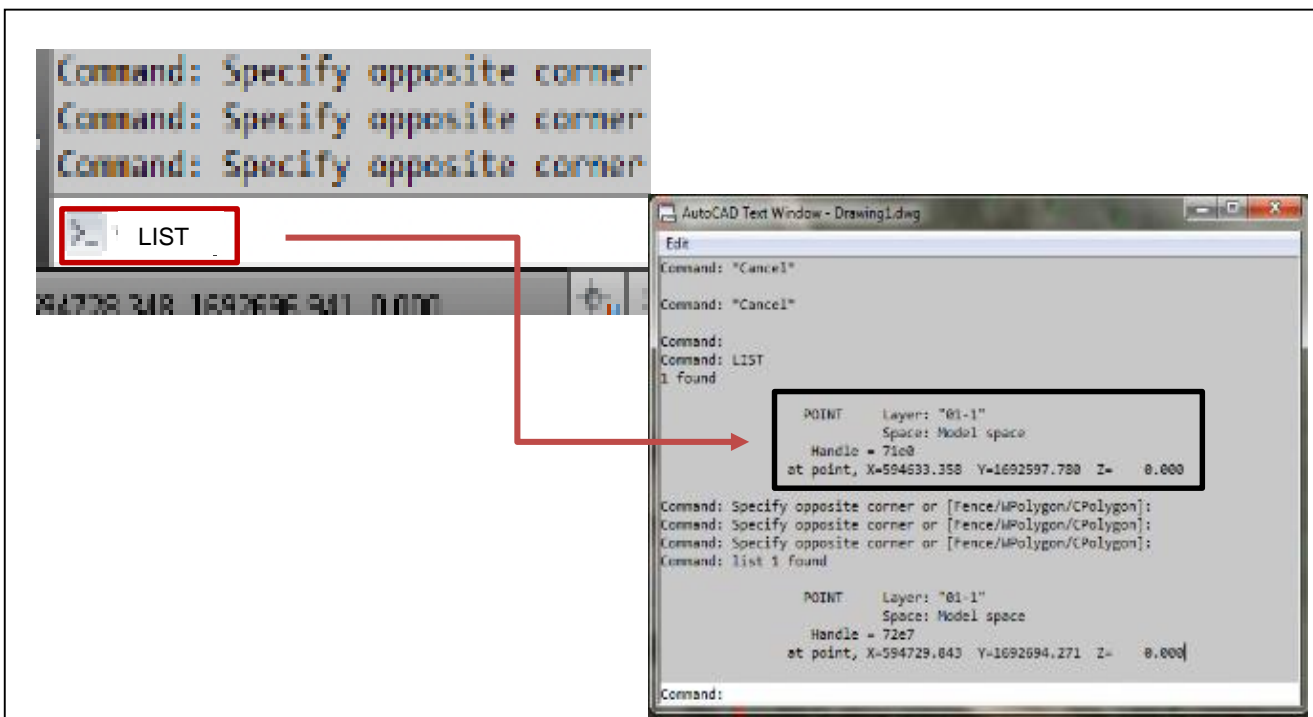 Command: Specify opposite corner
Command: Specify opposite corner
Command: Specify opposite corner
LIST
AutoCAD Text Window - Drawing1.dwg
Edit
Command: *Cancel*
Command: *Cancel*
Command:
Command: LIST
1 found
POINT Layer: "01-1"
Space: Model space
Handle = 71e0
at point, X=594633.358 Y=1692597.780 Z= 0.000
Command: Specify opposite corner or [Fence/WPolygon/CPolygon]:
Command: Specify opposite corner or [Fence/WPolygon/CPolygon]:
Command: Specify opposite corner or [Fence/WPolygon/CPolygon]:
Command: list 1 found
POINT Layer: "01-1"
Space: Model space
Handle = 72e7
at point, X=594729.843 Y=1692694.271 Z= 0.000
Command: